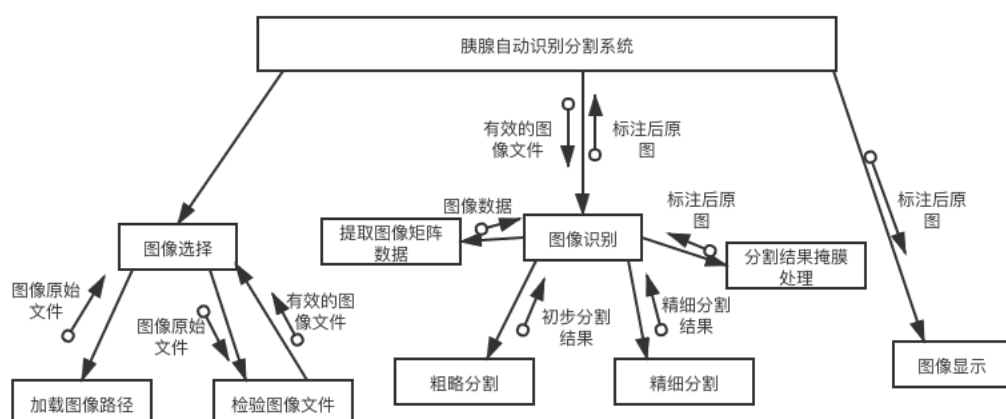 胰腺自动识别分割系统
有效的图
像文件
标注后原
图
图像数据
标注后原
图
标注后原
图
提取图像矩阵
数据
图像识别
图像选择
分割结果掩膜
处理
图像原始
文件
图像原始
文件
有效的图
像文件
初步分割
结果
精细分割
结果
图像显示
加载图像路径
检验图像文件
粗略分割
精细分割